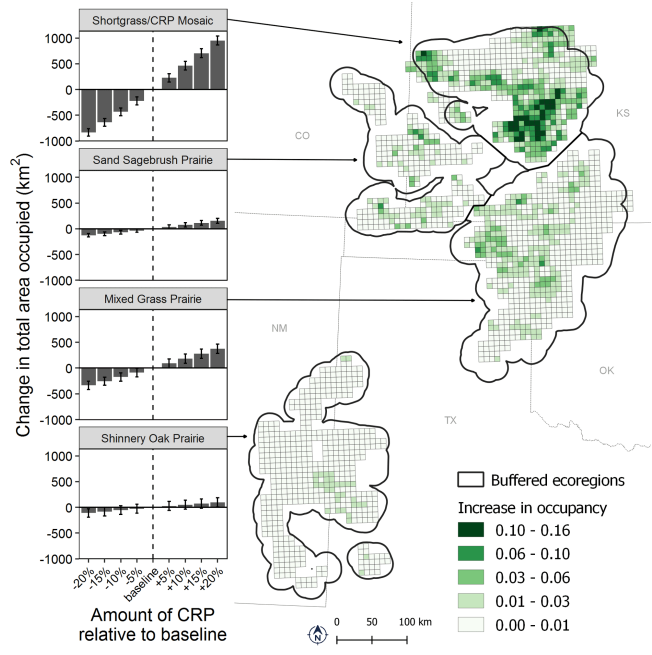 Change in total area occupied (km²)
Shortgrass/CRP Mosaic
1000
500
0
-500
-1000
Sand Sagebrush Prairie
1000
500
0
-500
-1000
Mixed Grass Prairie
1000
500
0
-500
-1000
Shinnery Oak Prairie
1000
500
0
-500
-1000
-20%
-15%
-10%
-5%
baseline
+5%
+10%
+15%
+20%
Amount of CRP
relative to baseline
CO
KS
NM
OK
TX
Buffered ecoregions
Increase in occupancy
0.10 - 0.16
0.06 - 0.10
0.03 - 0.06
0.01 - 0.03
0.00 - 0.01
N
0 50 100 km